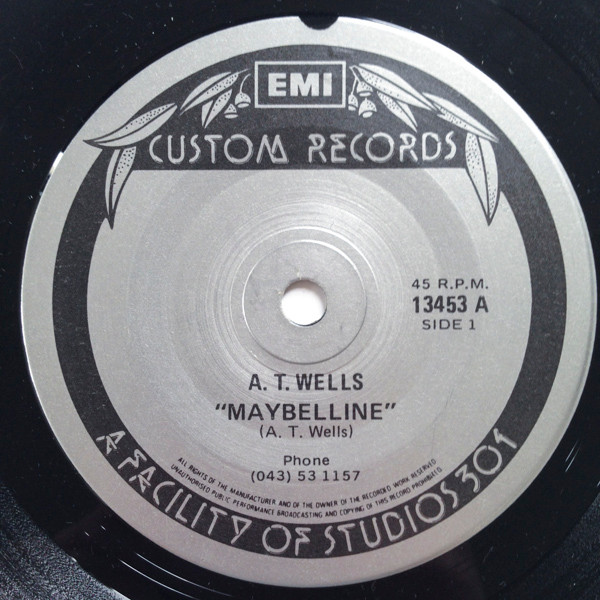 EMI
CUSTOM RECORDS
45 R.P.M.
13453 A
SIDE 1
A. T. WELLS
"MAYBELLINE"
(A. T. Wells)
Phone
(043) 53 1157
ALL RIGHTS OF THE MANUFACTURER AND OF THE OWNER OF THE RECORDED WORK RESERVED
UNAUTHORISED PUBLIC PERFORMANCE BROADCASTING AND COPYING OF THIS RECORD PROHIBITED
A FACILITY OF STUDIOS 301